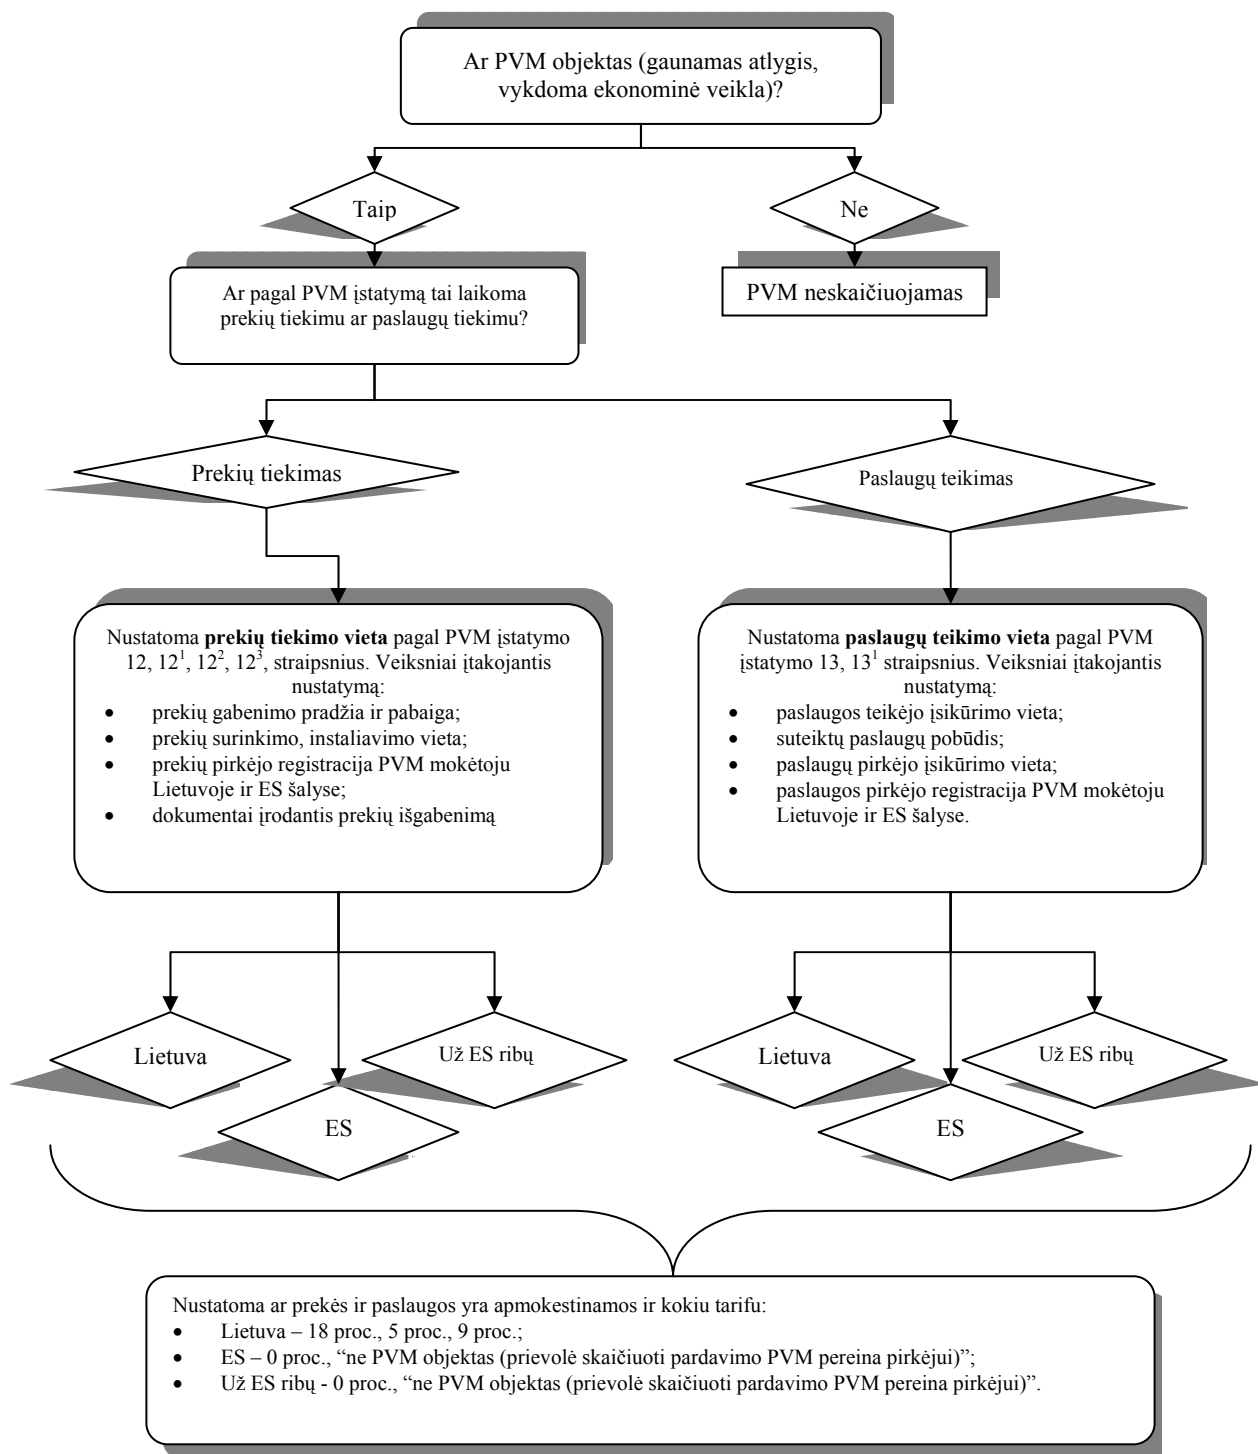 Ar PVM objektas (gaunamas atlygis,
vykdoma ekonominė veikla)?
Taip
Ne
Ar pagal PVM įstatymą tai laikoma
prekių tiekimu ar paslaugų tiekimu?
PVM neskaičiuojamas
Prekių tiekimas
Paslaugų teikimas
Nustatoma prekių tiekimo vieta pagal PVM įstatymo
12, 12¹, 12², 12³, straipsnius. Veiksniai įtakojantis
nustatymą:
• prekių gabenimo pradžia ir pabaiga;
• prekių surinkimo, instaliavimo vieta;
• prekių pirkėjo registracija PVM mokėtoju
Lietuvoje ir ES šalyse;
• dokumentai įrodantis prekių išgabenimą
Nustatoma paslaugų teikimo vieta pagal PVM
įstatymo 13, 13¹ straipsnius. Veiksniai įtakojantis
nustatymą:
• paslaugos teikėjo įsikūrimo vieta;
• suteiktų paslaugų pobūdis;
• paslaugų pirkėjo įsikūrimo vieta;
• paslaugos pirkėjo registracija PVM mokėtoju
Lietuvoje ir ES šalyse.
Lietuva
Už ES ribų
ES
Lietuva
Už ES ribų
ES
Nustatoma ar prekės ir paslaugos yra apmokestinamos ir kokiu tarifu:
• Lietuva – 18 proc., 5 proc., 9 proc.;
• ES – 0 proc., “ne PVM objektas (prievolė skaičiuoti pardavimo PVM pereina pirkėjui)”;
• Už ES ribų - 0 proc., “ne PVM objektas (prievolė skaičiuoti pardavimo PVM pereina pirkėjui)”.